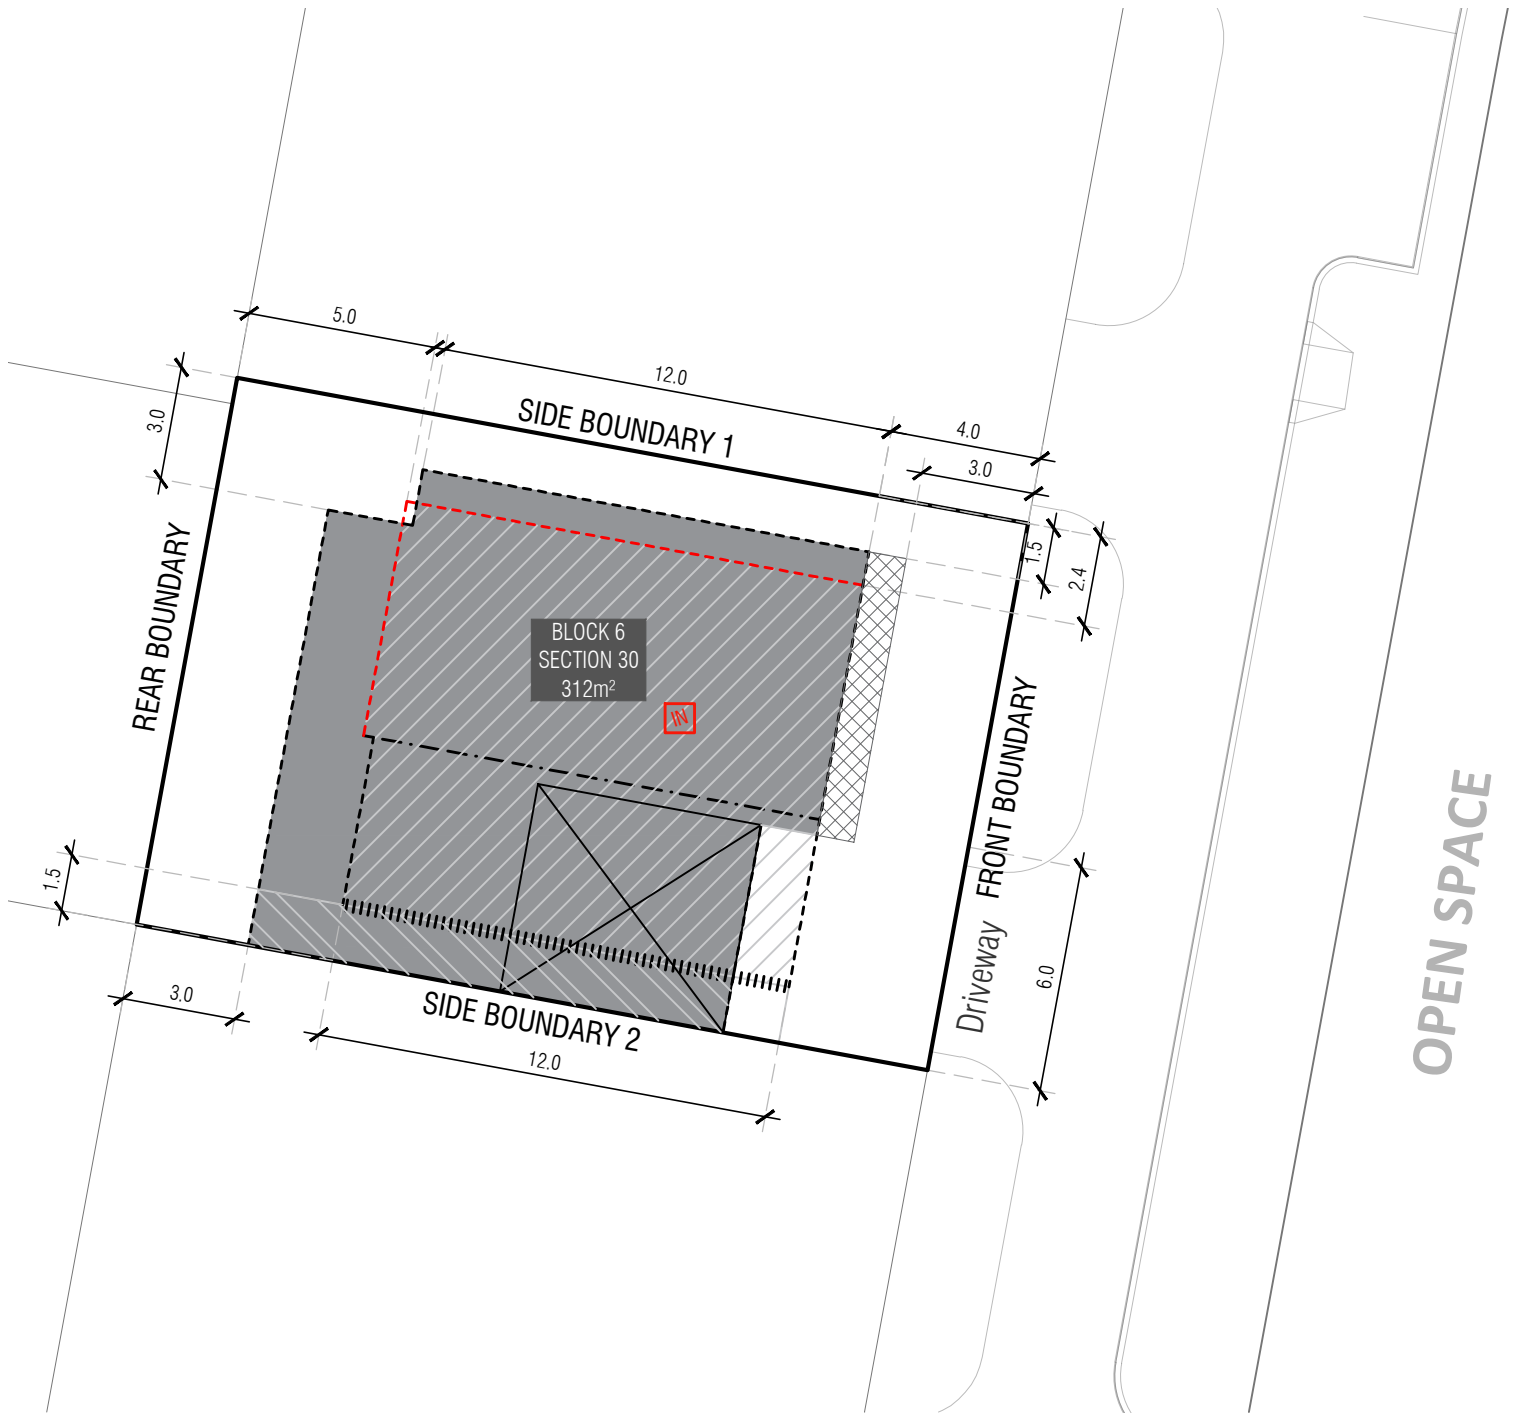 5.0
12.0
4.0
3.0
3.0
SIDE BOUNDARY 1
1.5
2.4
REAR BOUNDARY
BLOCK 6
SECTION 30
312m²
IN
FRONT BOUNDARY
OPEN SPACE
1.5
Driveway
6.0
3.0
SIDE BOUNDARY 2
12.0